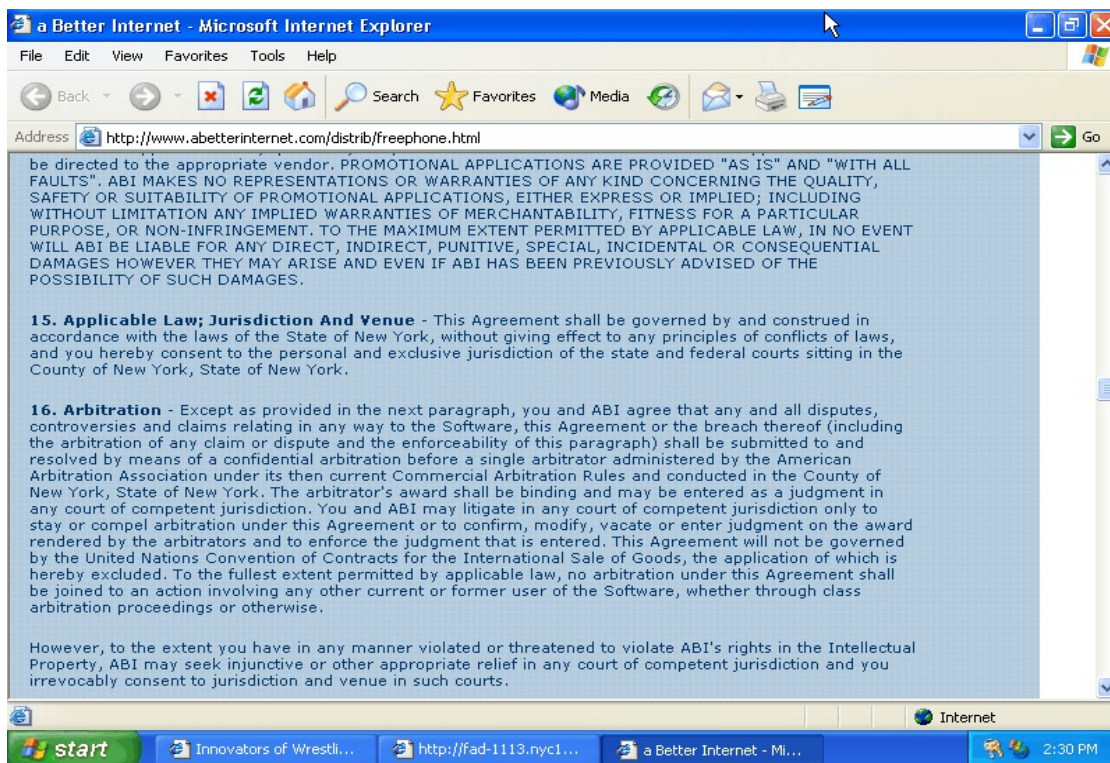 a Better Internet - Microsoft Internet Explorer
File Edit View Favorites Tools Help
Back Search Favorites Media
Address http://www.abetterinternet.com/distrib/freephone.html Go
be directed to the appropriate vendor. PROMOTIONAL APPLICATIONS ARE PROVIDED "AS IS" AND "WITH ALL
FAULTS". ABI MAKES NO REPRESENTATIONS OR WARRANTIES OF ANY KIND CONCERNING THE QUALITY,
SAFETY OR SUITABILITY OF PROMOTIONAL APPLICATIONS, EITHER EXPRESS OR IMPLIED; INCLUDING
WITHOUT LIMITATION ANY IMPLIED WARRANTIES OF MERCHANTABILITY, FITNESS FOR A PARTICULAR
PURPOSE, OR NON-INFRINGEMENT. TO THE MAXIMUM EXTENT PERMITTED BY APPLICABLE LAW, IN NO EVENT
WILL ABI BE LIABLE FOR ANY DIRECT, INDIRECT, PUNITIVE, SPECIAL, INCIDENTAL OR CONSEQUENTIAL
DAMAGES HOWEVER THEY MAY ARISE AND EVEN IF ABI HAS BEEN PREVIOUSLY ADVISED OF THE
POSSIBILITY OF SUCH DAMAGES.
15. Applicable Law; Jurisdiction And Venue - This Agreement shall be governed by and construed in
accordance with the laws of the State of New York, without giving effect to any principles of conflicts of laws,
and you hereby consent to the personal and exclusive jurisdiction of the state and federal courts sitting in the
County of New York, State of New York.
16. Arbitration - Except as provided in the next paragraph, you and ABI agree that any and all disputes,
controversies and claims relating in any way to the Software, this Agreement or the breach thereof (including
the arbitration of any claim or dispute and the enforceability of this paragraph) shall be submitted to and
resolved by means of a confidential arbitration before a single arbitrator administered by the American
Arbitration Association under its then current Commercial Arbitration Rules and conducted in the County of
New York, State of New York. The arbitrator's award shall be binding and may be entered as a judgment in
any court of competent jurisdiction. You and ABI may litigate in any court of competent jurisdiction only to
stay or compel arbitration under this Agreement or to confirm, modify, vacate or enter judgment on the award
rendered by the arbitrators and to enforce the judgment that is entered. This Agreement will not be governed
by the United Nations Convention of Contracts for the International Sale of Goods, the application of which is
hereby excluded. To the fullest extent permitted by applicable law, no arbitration under this Agreement shall
be joined to an action involving any other current or former user of the Software, whether through class
arbitration proceedings or otherwise.
However, to the extent you have in any manner violated or threatened to violate ABI's rights in the Intellectual
Property, ABI may seek injunctive or other appropriate relief in any court of competent jurisdiction and you
irrevocably consent to jurisdiction and venue in such courts.
Internet
start Innovators of Wrestli... http://fad-1113.nyc1... a Better Internet - Mi... 2:30 PM